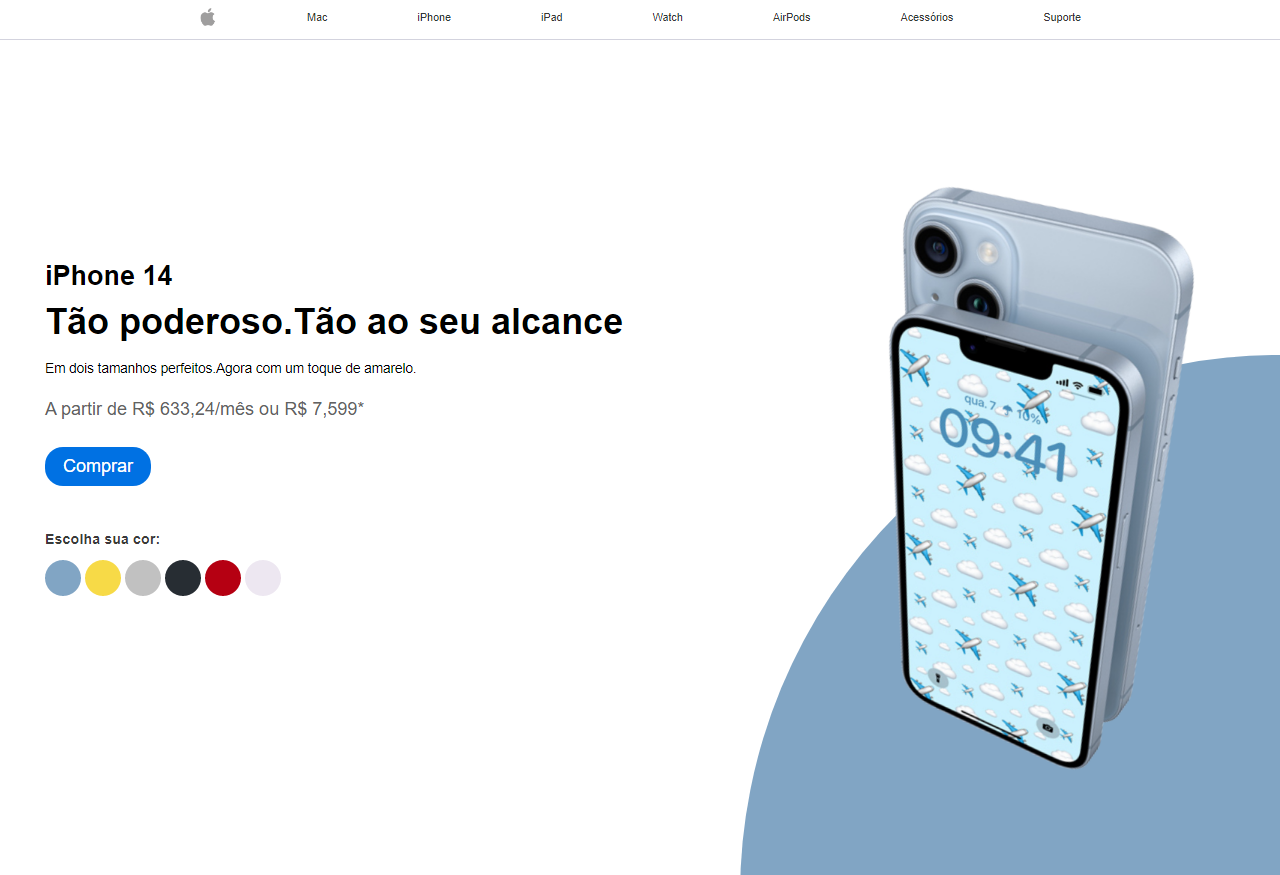 Mac iPhone iPad Watch AirPods Acessórios Suporte
iPhone 14
Tão poderoso.Tão ao seu alcance
Em dois tamanhos perfeitos.Agora com um toque de amarelo.
A partir de R$ 633,24/mês ou R$ 7,599*
Comprar
Escolha sua cor:
qua. 7 10%
09:41